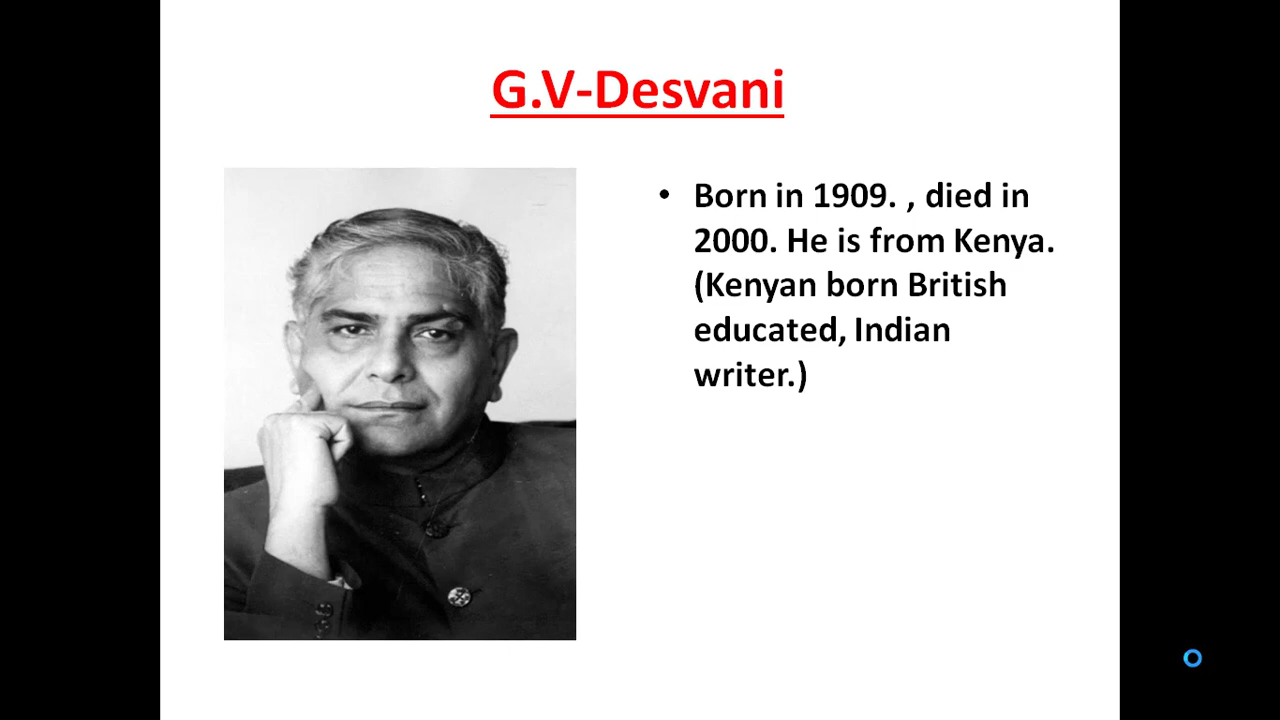 G.V-Desvani
• Born in 1909. , died in
2000. He is from Kenya.
(Kenyan born British
educated, Indian
writer.)